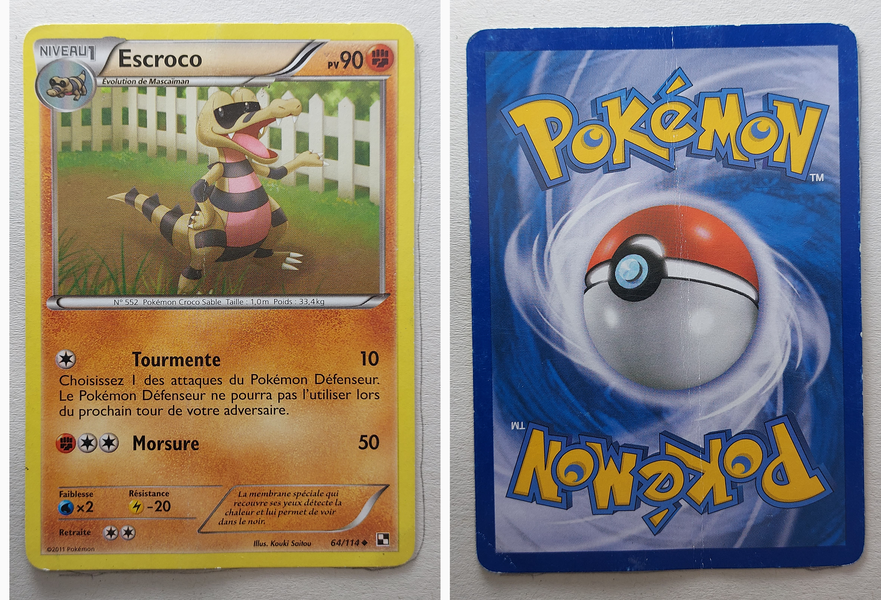 NIVEAU 1
Escroco
PV 90
Évolution de Mascaïman
N° 552 Pokémon Croco Sable Taille : 1,0m Poids : 33,4kg
Tourmente 10
Choisissez 1 des attaques du Pokémon Défenseur.
Le Pokémon Défenseur ne pourra pas l'utiliser lors
du prochain tour de votre adversaire.
Morsure 50
Faiblesse
×2
Résistance
-20
Retraite
La membrane spéciale qui
recouvre ses yeux détecte la
chaleur et lui permet de voir
dans le noir.
©2011 Pokémon
Illus. Kouki Saitou
64/114
POKéMON
TM
TM
POKéMON